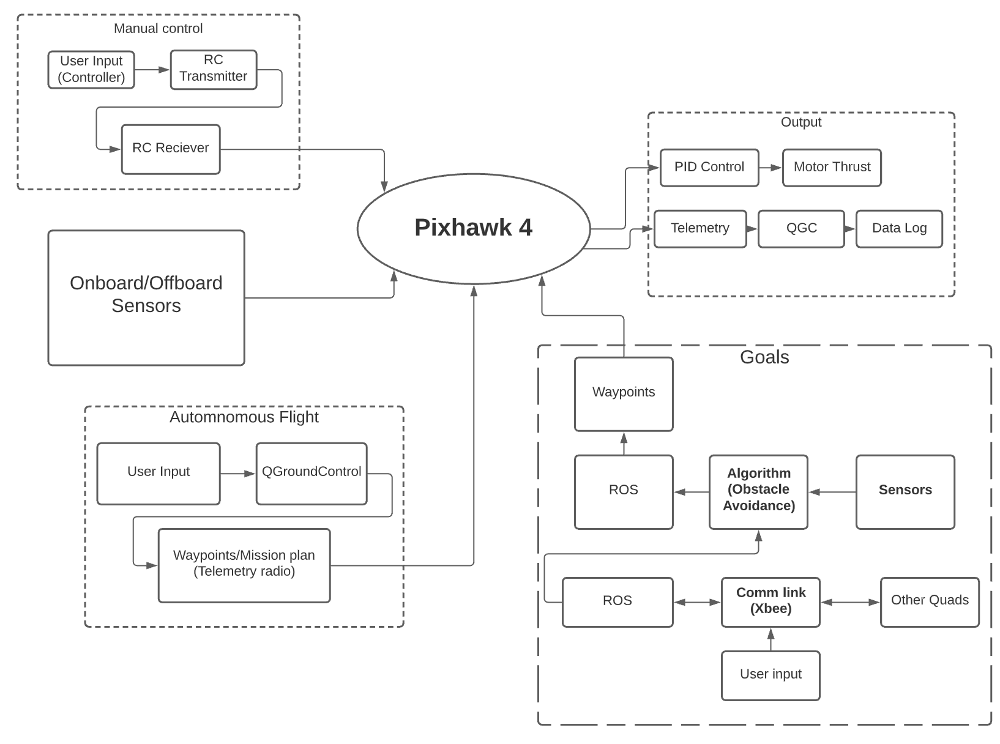 Manual control
User Input
(Controller)
RC
Transmitter
RC Reciever
Output
PID Control
Motor Thrust
Telemetry
QGC
Data Log
Pixhawk 4
Onboard/Offboard
Sensors
Goals
Waypoints
ROS
Algorithm
(Obstacle
Avoidance)
Sensors
ROS
Comm link
(Xbee)
Other Quads
User input
Automnomous Flight
User Input
QGroundControl
Waypoints/Mission plan
(Telemetry radio)